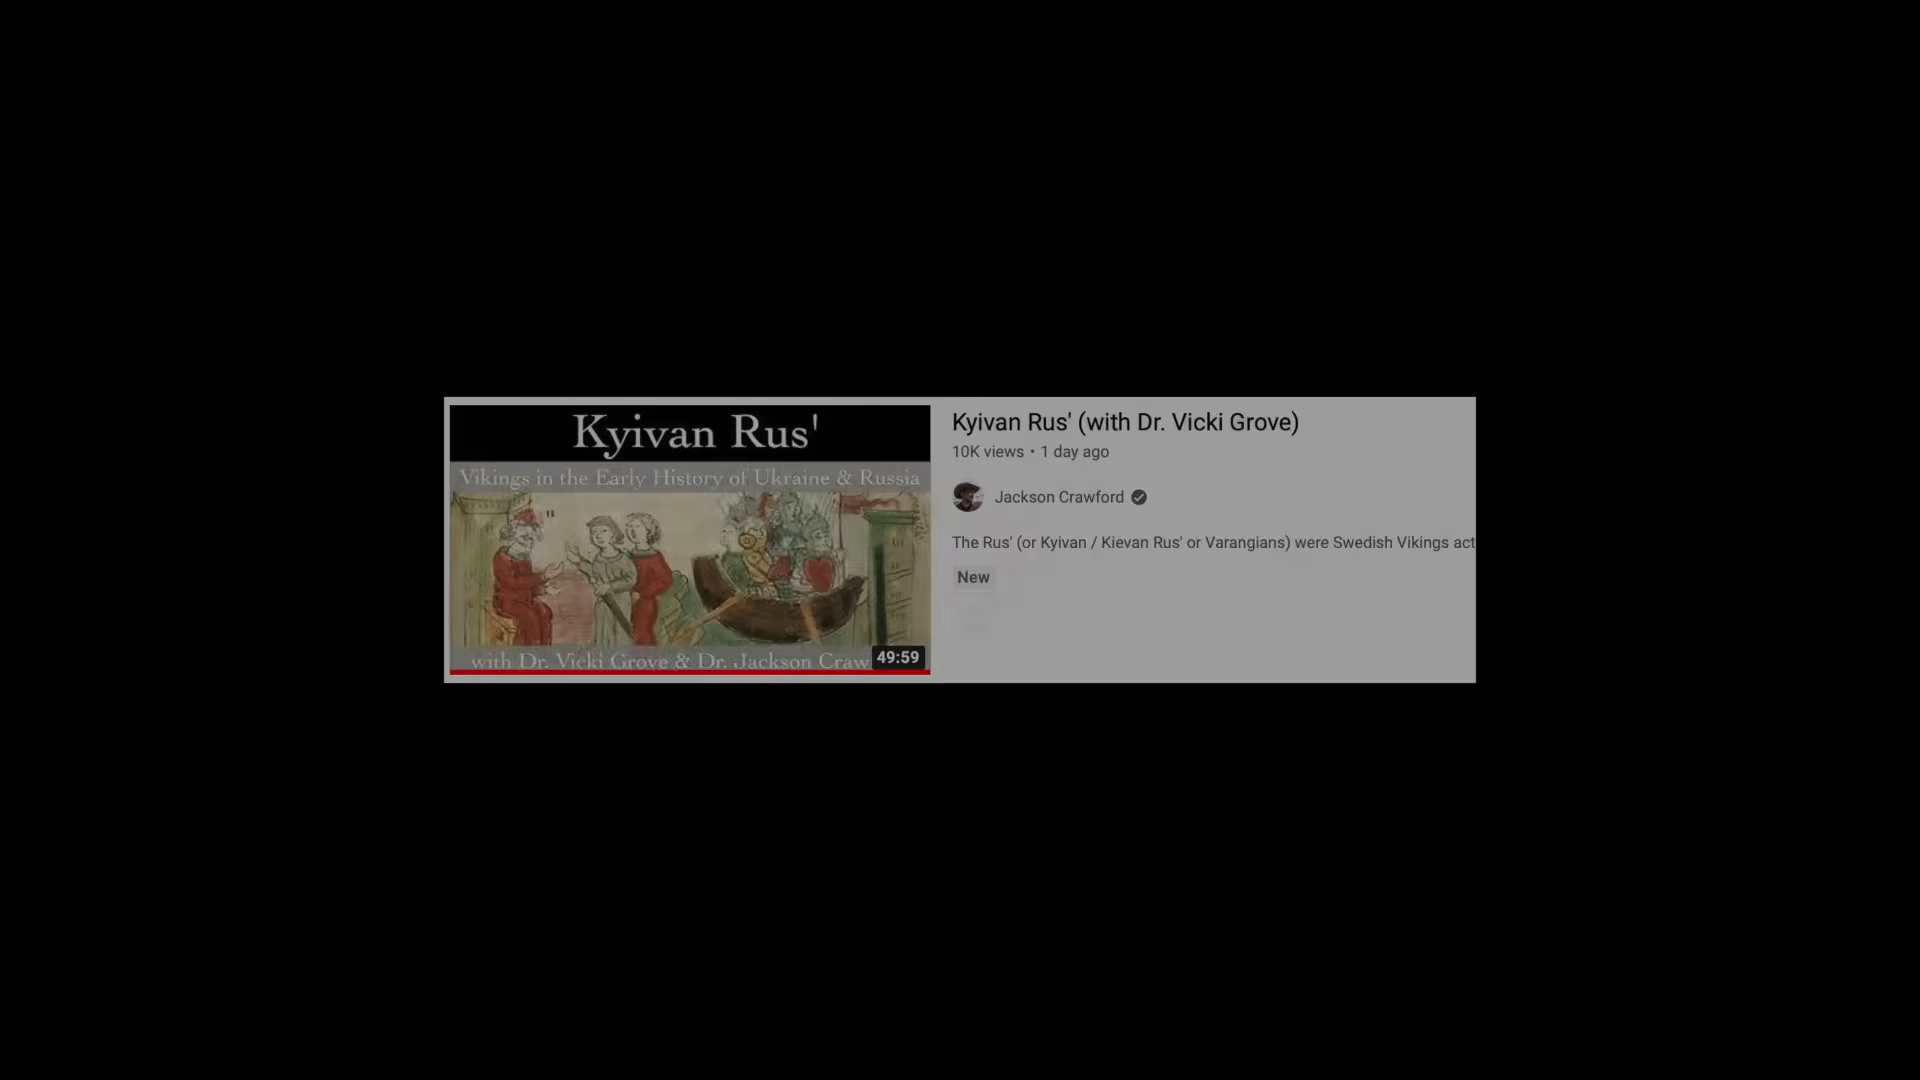 Kyivan Rus'
Vikings in the Early History of Ukraine & Russia
with Dr. Vicki Grove & Dr. Jackson Craw
49:59
Kyivan Rus' (with Dr. Vicki Grove)
10K views • 1 day ago
Jackson Crawford
The Rus' (or Kyivan / Kievan Rus' or Varangians) were Swedish Vikings act
New